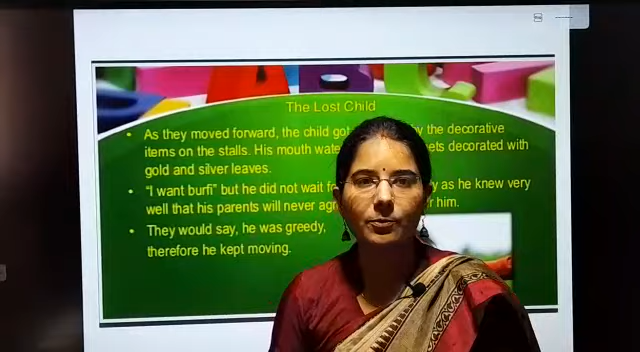 The Lost Child
As they moved forward, the child got by the decorative
items on the stalls. His mouth decorated with
gold and silver leaves.
"I want burfi" but he did not wait as he knew very
well that his parents will never him.
They would say, he was greedy,
therefore he kept moving.